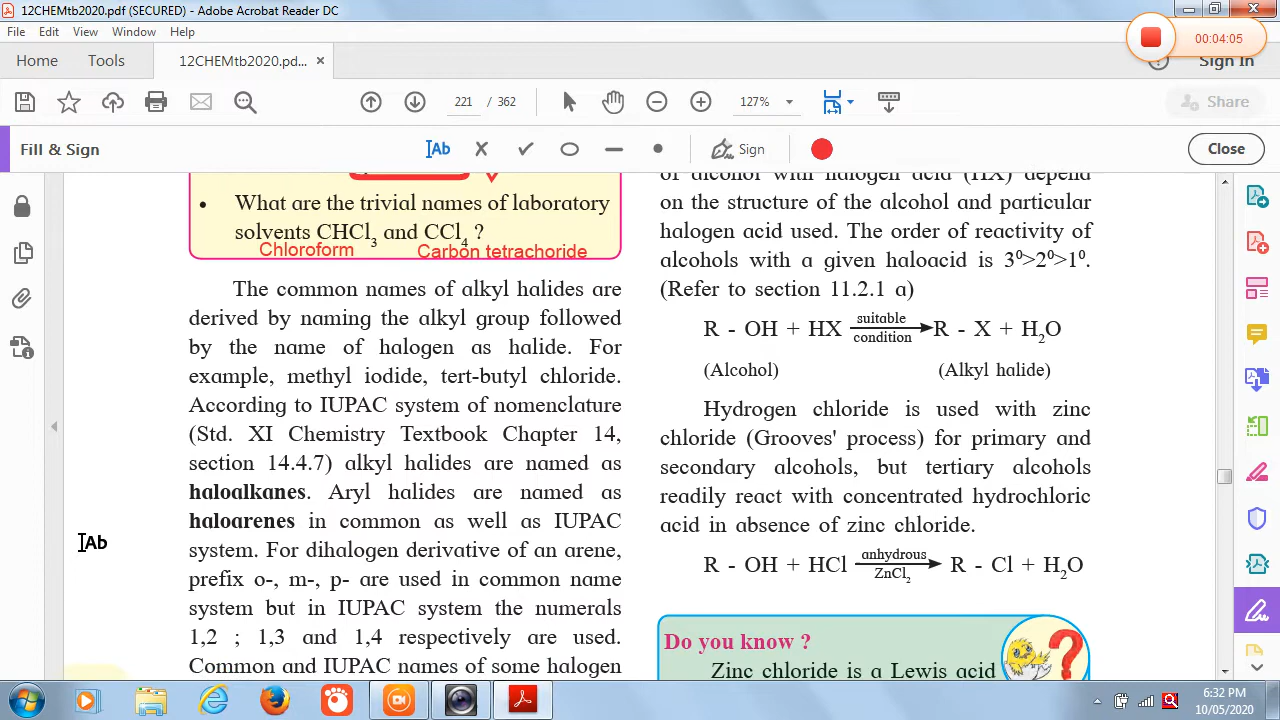 12CHEMtb2020.pdf (SECURED) - Adobe Acrobat Reader DC
File Edit View Window Help
00:04:05
Home Tools 12CHEMtb2020.pd... × Sign In
221 / 362 127% Share
Fill & Sign Ab Sign Close
• What are the trivial names of laboratory
solvents CHCl3 and CCl4 ?
Chloroform Carbon tetrachoride
The common names of alkyl halides are
derived by naming the alkyl group followed
by the name of halogen as halide. For
example, methyl iodide, tert-butyl chloride.
According to IUPAC system of nomenclature
(Std. XI Chemistry Textbook Chapter 14,
section 14.4.7) alkyl halides are named as
haloalkanes. Aryl halides are named as
haloarenes in common as well as IUPAC
system. For dihalogen derivative of an arene,
prefix o-, m-, p- are used in common name
system but in IUPAC system the numerals
1,2 ; 1,3 and 1,4 respectively are used.
Common and IUPAC names of some halogen
Ab
of alcohol with halogen acid (HX) depend
on the structure of the alcohol and particular
halogen acid used. The order of reactivity of
alcohols with a given haloacid is 3⁰>2⁰>1⁰.
(Refer to section 11.2.1 a)
R - OH + HX suitable condition R - X + H2O
(Alcohol) (Alkyl halide)
Hydrogen chloride is used with zinc
chloride (Grooves' process) for primary and
secondary alcohols, but tertiary alcohols
readily react with concentrated hydrochloric
acid in absence of zinc chloride.
R - OH + HCl anhydrous ZnCl2 R - Cl + H2O
Do you know ?
Zinc chloride is a Lewis acid
6:32 PM
10/05/2020